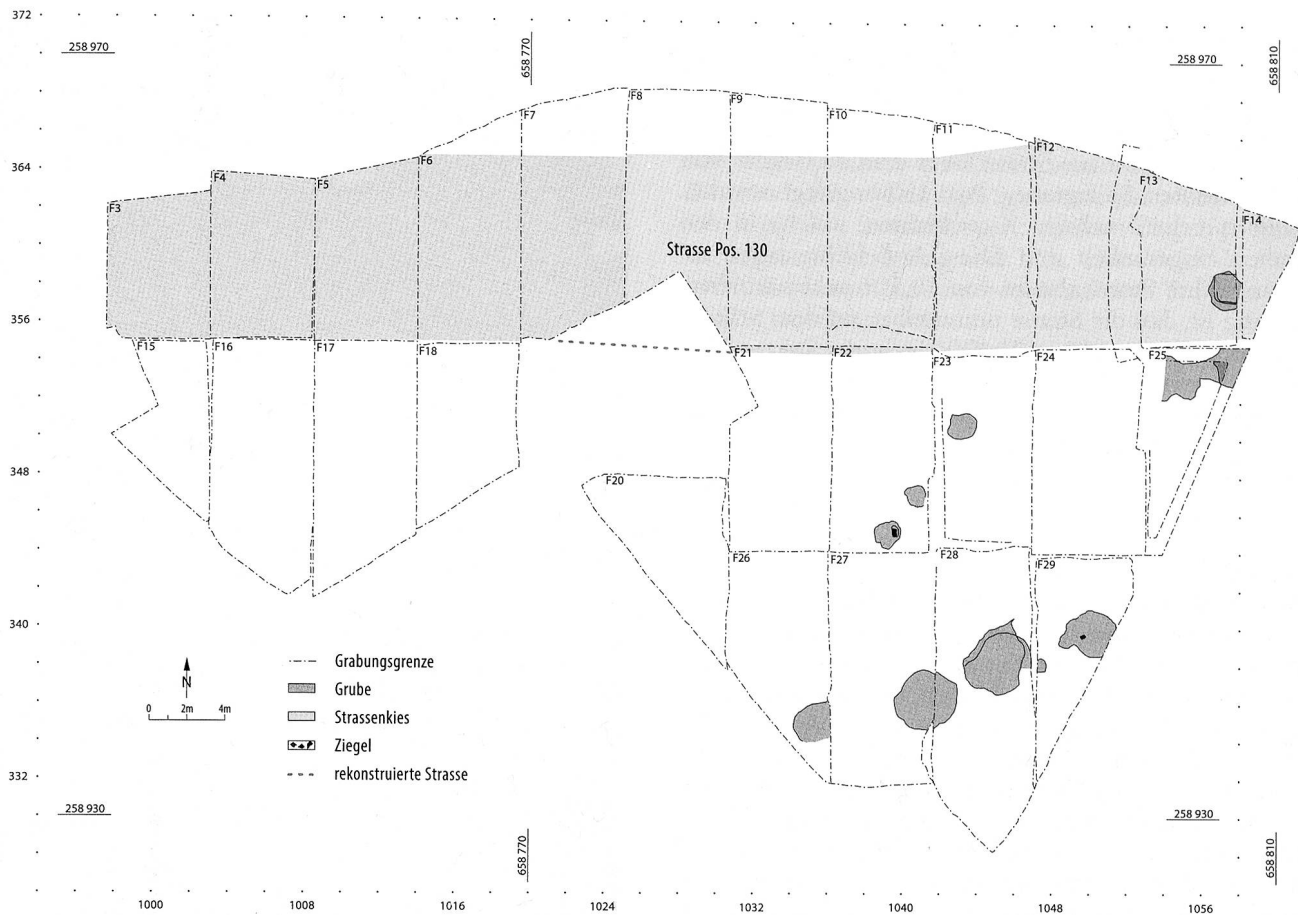 372
258 970
658 770
258 970
658 810
F8
F9
F7
F10
F11
F12
364
F6
F13
F4
F5
F3
F14
Strasse Pos. 130
356
F15
F16
F17
F18
F21
F22
F23
F24
F25
348
F20
F26
F27
F28
F29
340
N
0 2m 4m
Grabungsgrenze
Grube
Strassenkies
Ziegel
rekonstruierte Strasse
332
258 930
258 930
658 770
658 810
1000
1008
1016
1024
1032
1040
1048
1056